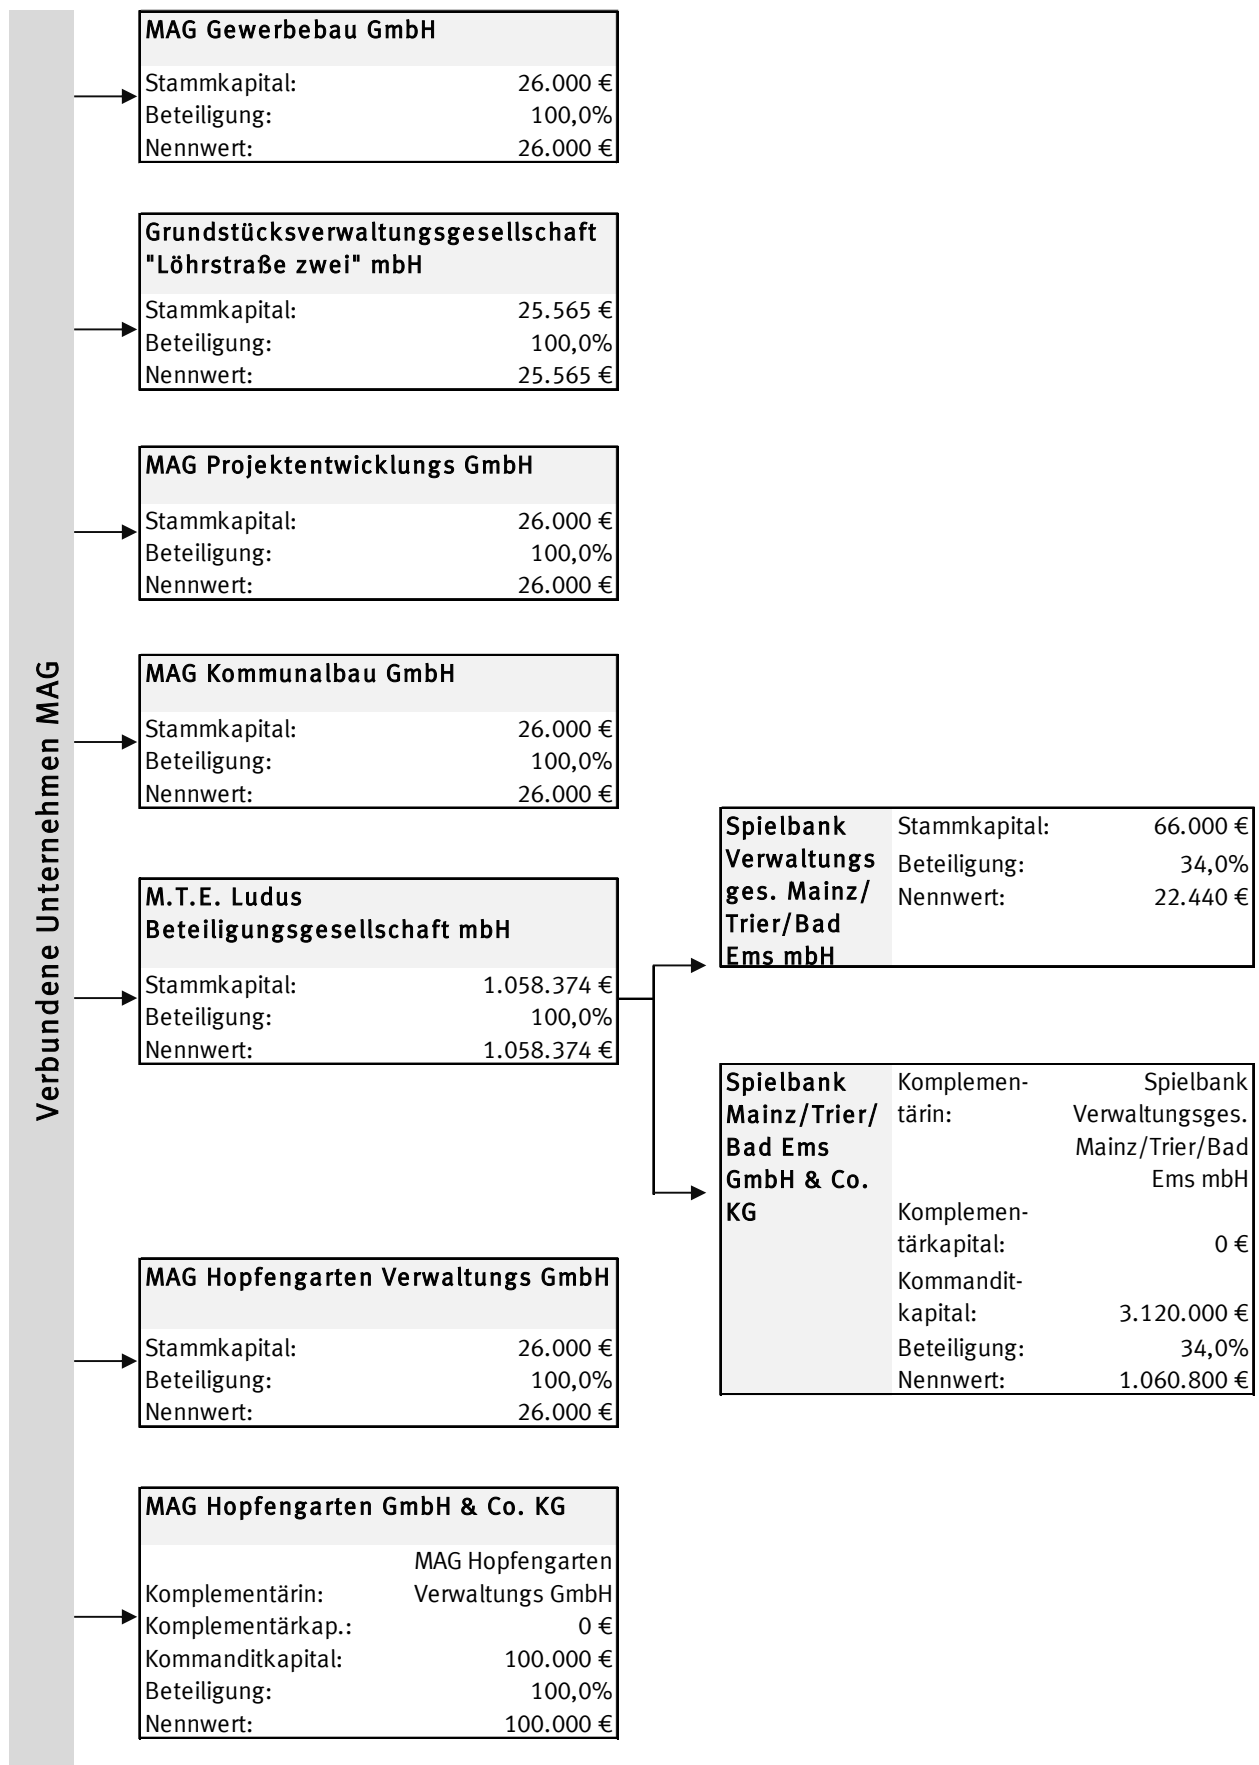 Verbundene Unternehmen MAG
MAG Gewerbebau GmbH
Stammkapital: 26.000 €
Beteiligung: 100,0%
Nennwert: 26.000 €
Grundstücksverwaltungsgesellschaft
"Löhrstraße zwei" mbH
Stammkapital: 25.565 €
Beteiligung: 100,0%
Nennwert: 25.565 €
MAG Projektentwicklungs GmbH
Stammkapital: 26.000 €
Beteiligung: 100,0%
Nennwert: 26.000 €
MAG Kommunalbau GmbH
Stammkapital: 26.000 €
Beteiligung: 100,0%
Nennwert: 26.000 €
M.T.E. Ludus
Beteiligungsgesellschaft mbH
Stammkapital: 1.058.374 €
Beteiligung: 100,0%
Nennwert: 1.058.374 €
Spielbank Stammkapital: 66.000 €
Verwaltungs Beteiligung: 34,0%
ges. Mainz/ Nennwert: 22.440 €
Trier/Bad
Ems mbH
Spielbank Komplemen- Spielbank
Mainz/Trier/ tärin: Verwaltungsges.
Bad Ems Mainz/Trier/Bad
GmbH & Co. Ems mbH
KG Komplemen-
tärkapital: 0 €
Kommandit-
kapital: 3.120.000 €
Beteiligung: 34,0%
Nennwert: 1.060.800 €
MAG Hopfengarten Verwaltungs GmbH
Stammkapital: 26.000 €
Beteiligung: 100,0%
Nennwert: 26.000 €
MAG Hopfengarten GmbH & Co. KG
MAG Hopfengarten
Komplementärin: Verwaltungs GmbH
Komplementärkap.: 0 €
Kommanditkapital: 100.000 €
Beteiligung: 100,0%
Nennwert: 100.000 €